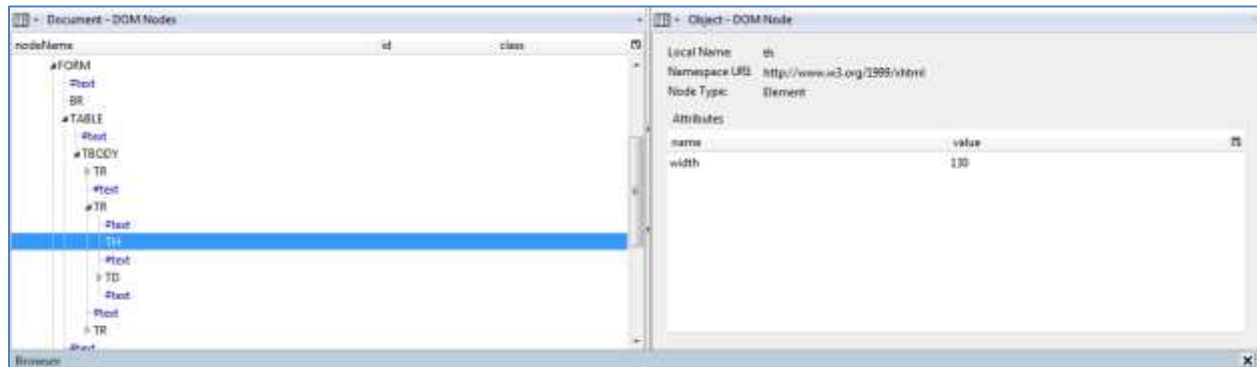 Document - DOM Nodes
nodeName id class
FORM
#text
BR
TABLE
#text
TBODY
TR
#text
TR
#text
TH
#text
TD
#text
#text
TR
#text
Object - DOM Node
Local Name: th
Namespace URI: http://www.w3.org/1999/xhtml
Node Type: Element
Attributes
name value
width 130
Browser